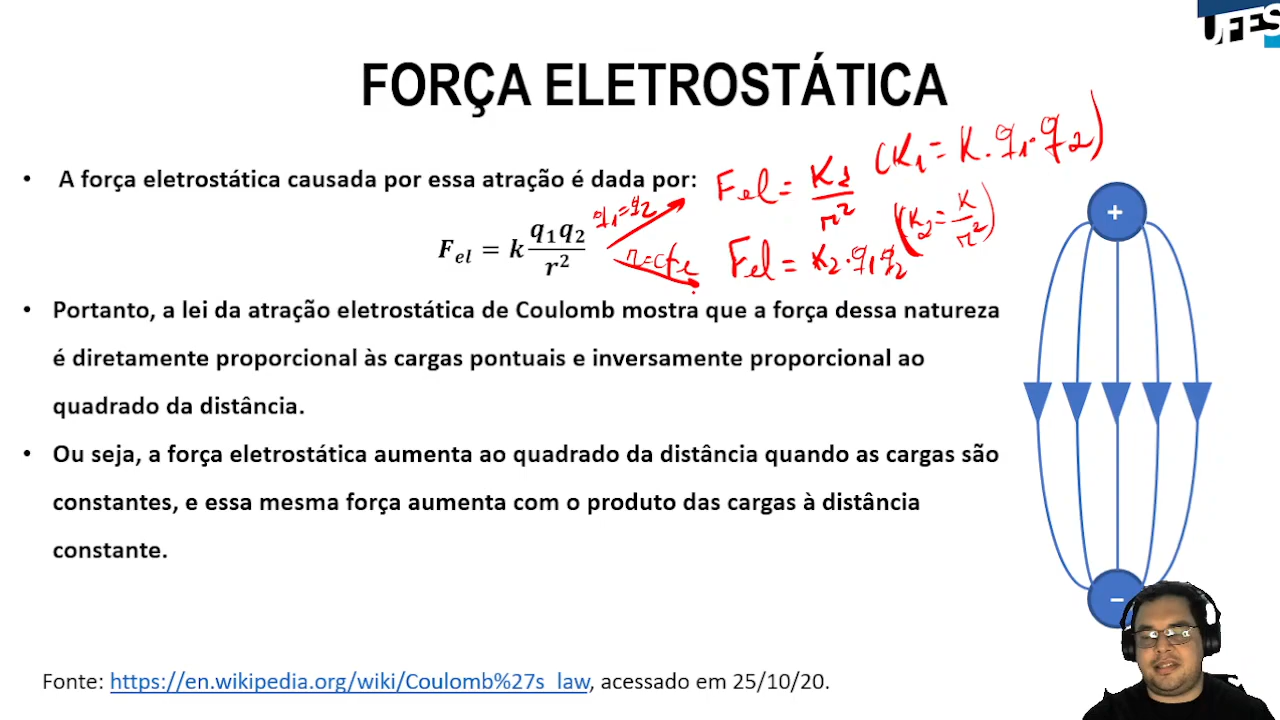 UFES
FORÇA ELETROSTÁTICA
• A força eletrostática causada por essa atração é dada por:
Fel = K1/r² (K1 = K.q1.q2)
Fel = k q1q2/r²
q1=q2
r=cte
Fel = K2.q1q2 (K2 = K/r²)
• Portanto, a lei da atração eletrostática de Coulomb mostra que a força dessa natureza
é diretamente proporcional às cargas pontuais e inversamente proporcional ao
quadrado da distância.
• Ou seja, a força eletrostática aumenta ao quadrado da distância quando as cargas são
constantes, e essa mesma força aumenta com o produto das cargas à distância
constante.
+
−
Fonte: https://en.wikipedia.org/wiki/Coulomb%27s_law, acessado em 25/10/20.